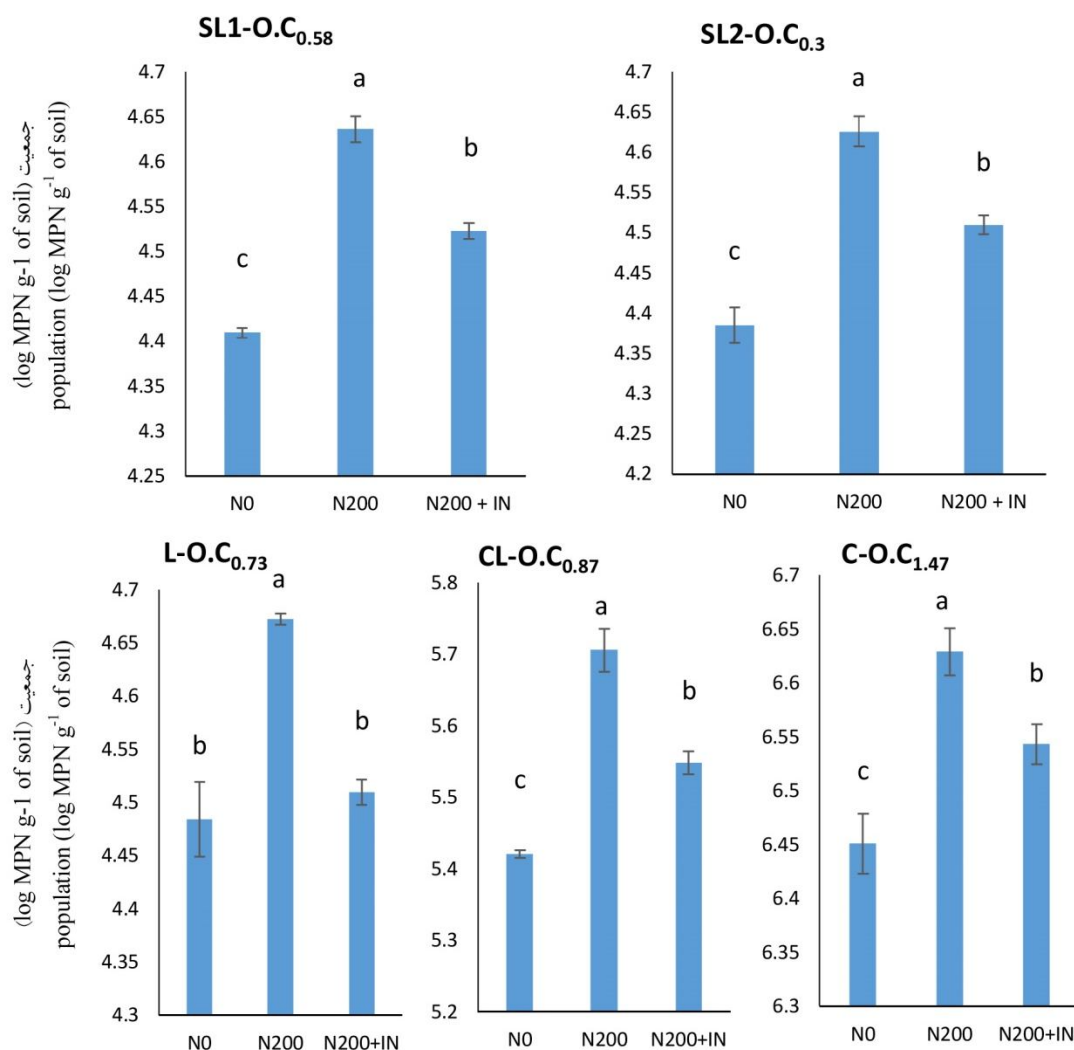 SL1-O.C0.58
جمعیت (log MPN g-1 of soil)
population (log MPN g-1 of soil)
4.7
4.65
4.6
4.55
4.5
4.45
4.4
4.35
4.3
4.25
c
a
b
N0 N200 N200 + IN
SL2-O.C0.3
4.7
4.65
4.6
4.55
4.5
4.45
4.4
4.35
4.3
4.25
4.2
c
a
b
N0 N200 N200 + IN
L-O.C0.73
جمعیت (log MPN g-1 of soil)
population (log MPN g-1 of soil)
4.7
4.65
4.6
4.55
4.5
4.45
4.4
4.35
4.3
b
a
b
N0 N200 N200+IN
CL-O.C0.87
5.8
5.7
5.6
5.5
5.4
5.3
5.2
c
a
b
N0 N200 N200+IN
C-O.C1.47
6.7
6.65
6.6
6.55
6.5
6.45
6.4
6.35
6.3
c
a
b
N0 N200 N200+IN